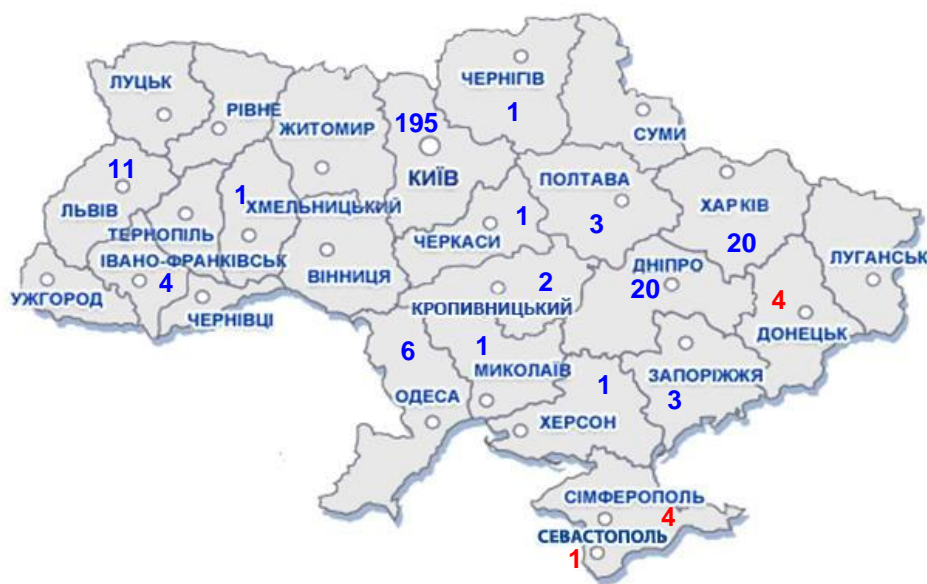 ЧЕРНІГІВ
1
ЛУЦЬК
РІВНЕ
ЖИТОМИР
195
СУМИ
11
КИЇВ
ПОЛТАВА
ХАРКІВ
ЛЬВІВ
1
ХМЕЛЬНИЦЬКИЙ
1
3
ТЕРНОПІЛЬ
ЧЕРКАСИ
20
ІВАНО-ФРАНКІВСЬК
ВІННИЦЯ
ДНІПРО
ЛУГАНСЬК
4
2
20
4
УЖГОРОД
КРОПИВНИЦЬКИЙ
ЧЕРНІВЦІ
ДОНЕЦЬК
6
1
МИКОЛАЇВ
ЗАПОРІЖЖЯ
1
3
ОДЕСА
ХЕРСОН
СІМФЕРОПОЛЬ
4
СЕВАСТОПОЛЬ
1